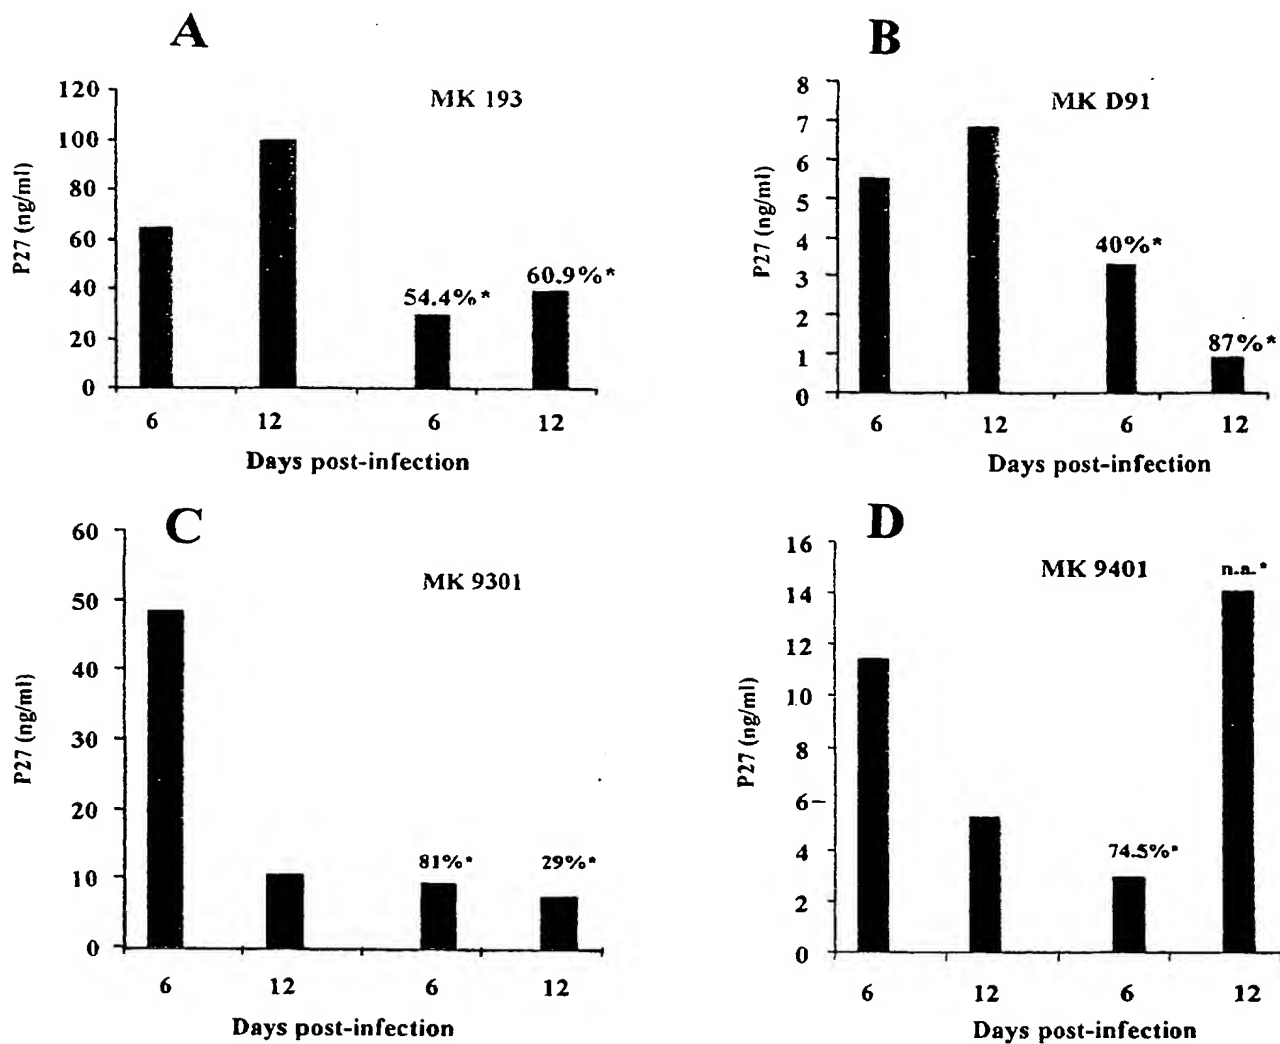 A
MK 193
P27 (ng/ml)
120
100
80
60
40
20
0
54.4%*
60.9%*
6 12 6 12
Days post-infection
B
MK D91
P27 (ng/ml)
8
7
6
5
4
3
2
1
0
40%*
87%*
6 12 6 12
Days post-infection
C
MK 9301
P27 (ng/ml)
60
50
40
30
20
10
0
81%*
29%*
6 12 6 12
Days post-infection
D
MK 9401
P27 (ng/ml)
16
14
12
10
8
6
4
2
0
74.5%*
n.a.*
6 12 6 12
Days post-infection